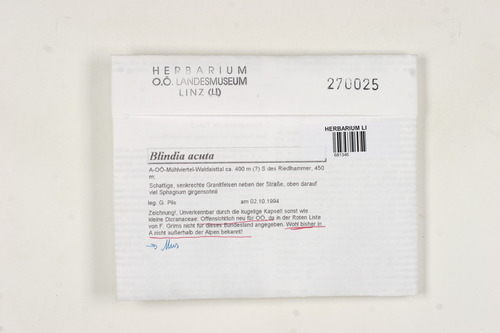 HERBARIUM
O.Ö. LANDESMUSEUM
LINZ (LI)
270025
HERBARIUM LI
Blindia acuta
A-OÖ-Mühlviertel-Waldaisttal ca. 400 m (?) S des Riedlhammer, 450
m;
Schattige, senkrechte Granitfelsen neben der Straße, oben darauf
viel Sphagnum girgensonii
leg. G. Pils am 02.10.1994
Zeichnung!, Unverkennbar durch die kugelige Kapsel! sonst wie
kleine Dicranaceae. Offensichtlich neu für OÖ, da in der Roten Liste
von F. Grims nicht für dieses Bundesland angegeben. Wohl bisher in
A nicht außerhalb der Alpen bekannt!